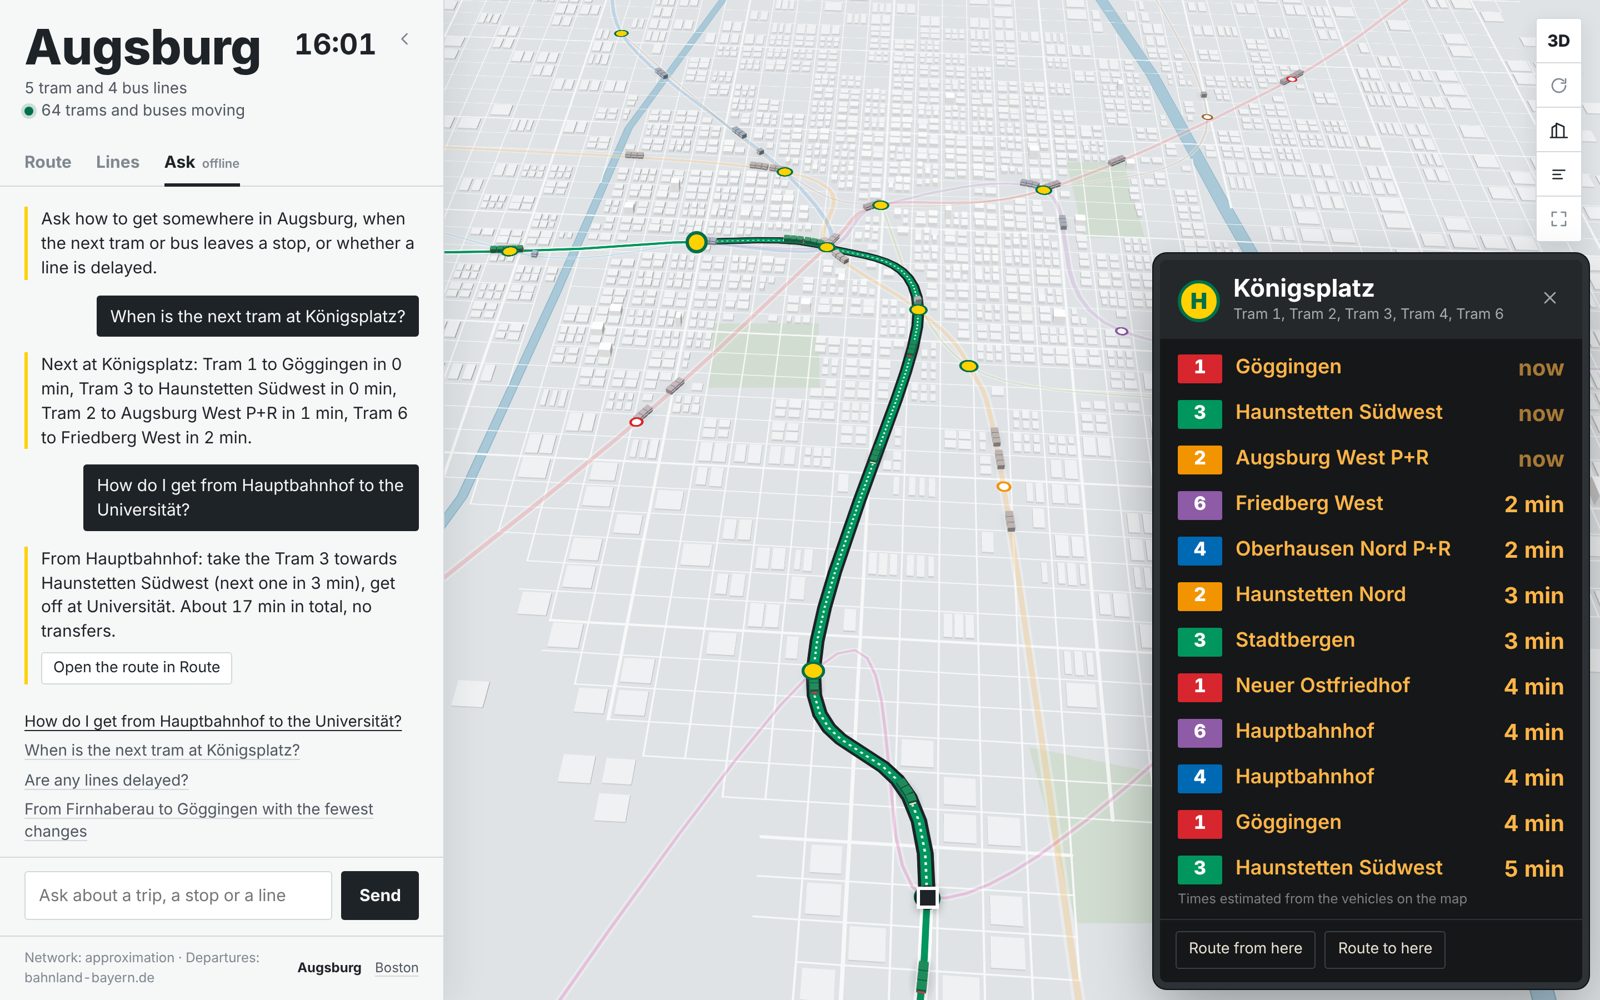 Augsburg
16:01
5 tram and 4 bus lines
64 trams and buses moving
Route
Lines
Ask offline
Ask how to get somewhere in Augsburg, when
the next tram or bus leaves a stop, or whether a
line is delayed.
When is the next tram at Königsplatz?
Next at Königsplatz: Tram 1 to Göggingen in 0
min, Tram 3 to Haunstetten Südwest in 0 min,
Tram 2 to Augsburg West P+R in 1 min, Tram 6
to Friedberg West in 2 min.
How do I get from Hauptbahnhof to the
Universität?
From Hauptbahnhof: take the Tram 3 towards
Haunstetten Südwest (next one in 3 min), get
off at Universität. About 17 min in total, no
transfers.
Open the route in Route
How do I get from Hauptbahnhof to the Universität?
When is the next tram at Königsplatz?
Are any lines delayed?
From Firnhaberau to Göggingen with the fewest
changes
Ask about a trip, a stop or a line
Send
Network: approximation · Departures:
bahnland-bayern.de
Augsburg
Boston
3D
H
Königsplatz
Tram 1, Tram 2, Tram 3, Tram 4, Tram 6
1 Göggingen now
3 Haunstetten Südwest now
2 Augsburg West P+R now
6 Friedberg West 2 min
4 Oberhausen Nord P+R 2 min
2 Haunstetten Nord 3 min
3 Stadtbergen 3 min
1 Neuer Ostfriedhof 4 min
6 Hauptbahnhof 4 min
4 Hauptbahnhof 4 min
1 Göggingen 4 min
3 Haunstetten Südwest 5 min
Times estimated from the vehicles on the map
Route from here
Route to here